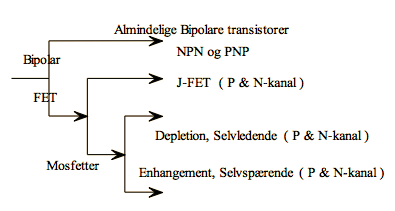 Almindelige Bipolare transistorer
NPN og PNP
Bipolar
J-FET ( P & N-kanal )
FET
Depletion, Selvledende ( P & N-kanal )
Mosfetter
Enhangement, Selvspærende ( P & N-kanal )